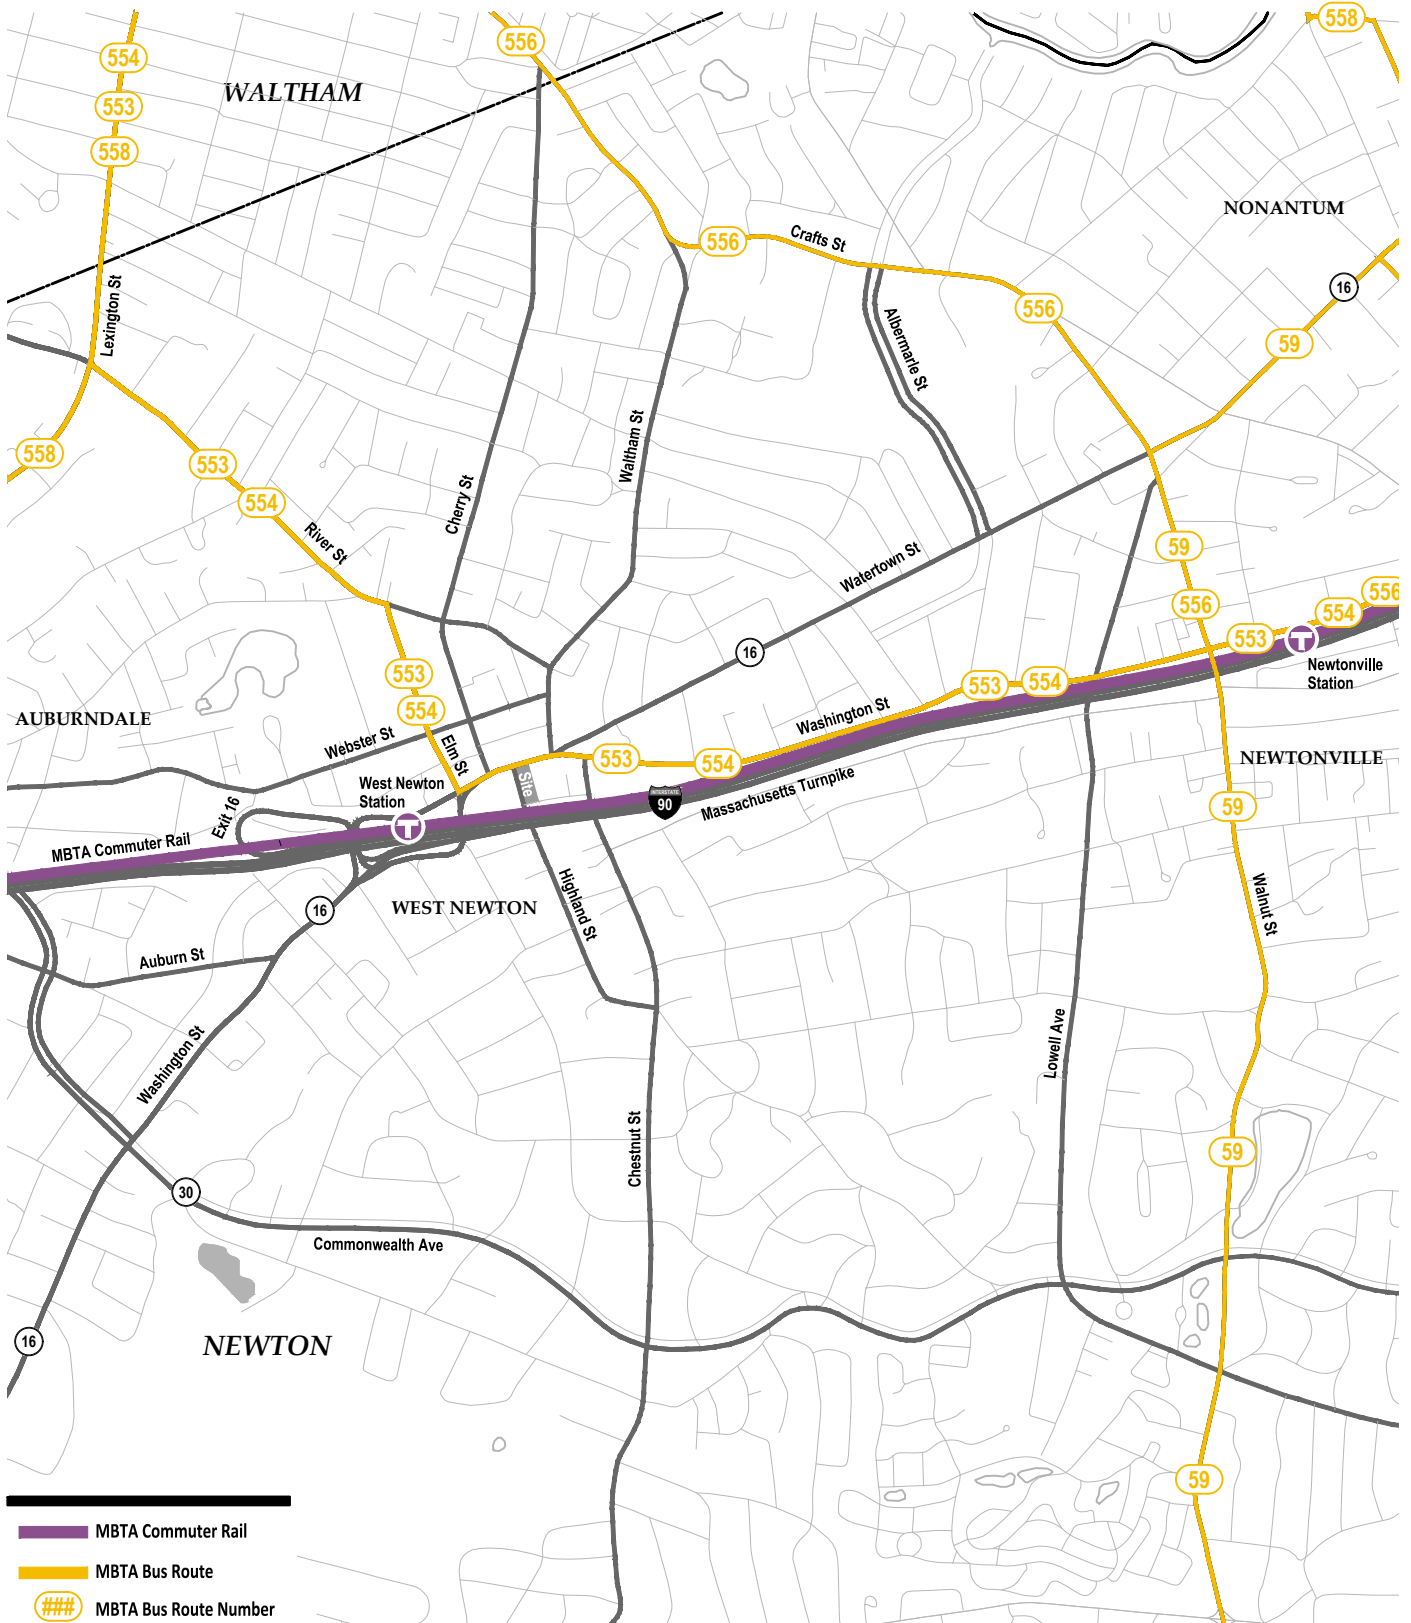 558
556
554
WALTHAM
553
558
NONANTUM
556
Crafts St
16
Lexington St
556
Albermarle St
59
558
553
Waltham St
554
Cherry St
River St
59
Watertown St
556
556
554
553
16
Newtonville
Station
553
553
554
554
AUBURNDALE
Washington St
Webster St
Elm St
553
554
NEWTONVILLE
West Newton
Station
Site
INTERSTATE
90
Massachusetts Turnpike
59
Exit 16
MBTA Commuter Rail
Highland St
Walnut St
16
WEST NEWTON
Auburn St
Lowell Ave
Washington St
Chestnut St
59
30
Commonwealth Ave
16
NEWTON
59
MBTA Commuter Rail
MBTA Bus Route
### MBTA Bus Route Number